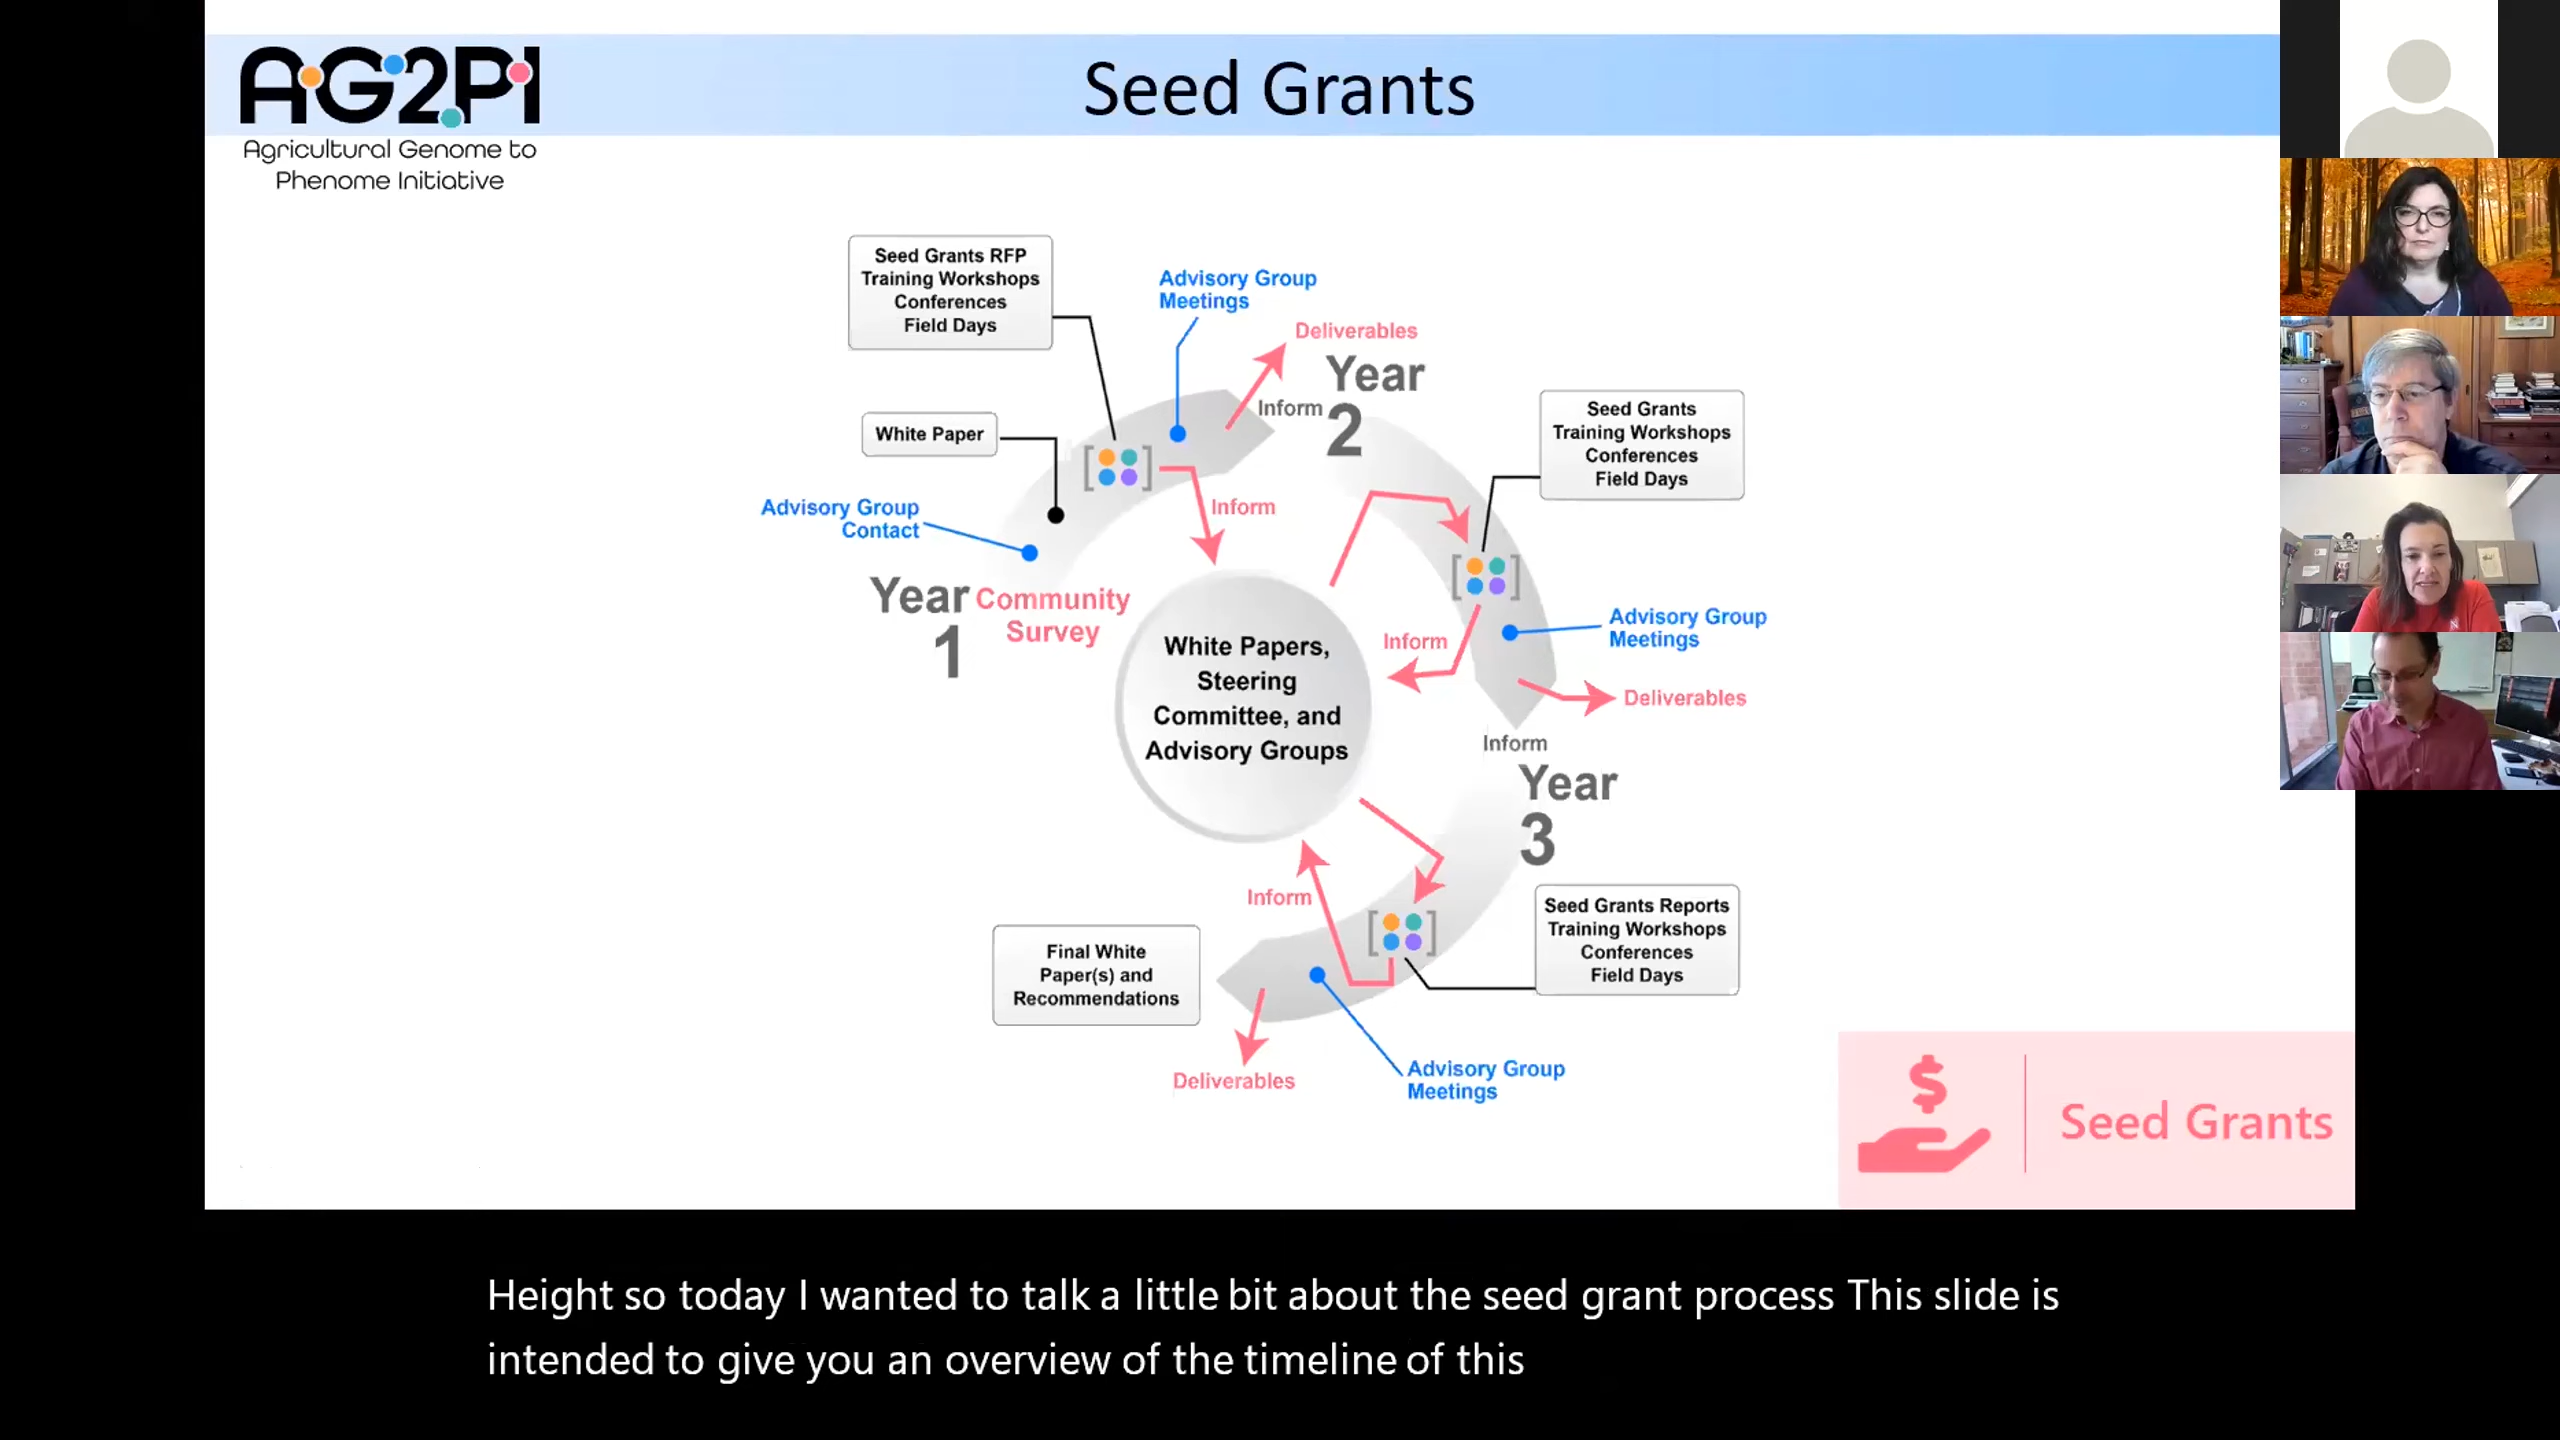 AG2PI
Agricultural Genome to
Phenome Initiative
Seed Grants
Seed Grants RFP
Training Workshops
Conferences
Field Days
Advisory Group
Meetings
Deliverables
White Paper
Inform
Year
2
Seed Grants
Training Workshops
Conferences
Field Days
Advisory Group
Contact
Inform
Year
1
Community
Survey
White Papers,
Steering
Committee, and
Advisory Groups
Inform
Advisory Group
Meetings
Deliverables
Inform
Year
3
Inform
Seed Grants Reports
Training Workshops
Conferences
Field Days
Final White
Paper(s) and
Recommendations
Deliverables
Advisory Group
Meetings
$
Seed Grants
Height so today I wanted to talk a little bit about the seed grant process This slide is
intended to give you an overview of the timeline of this